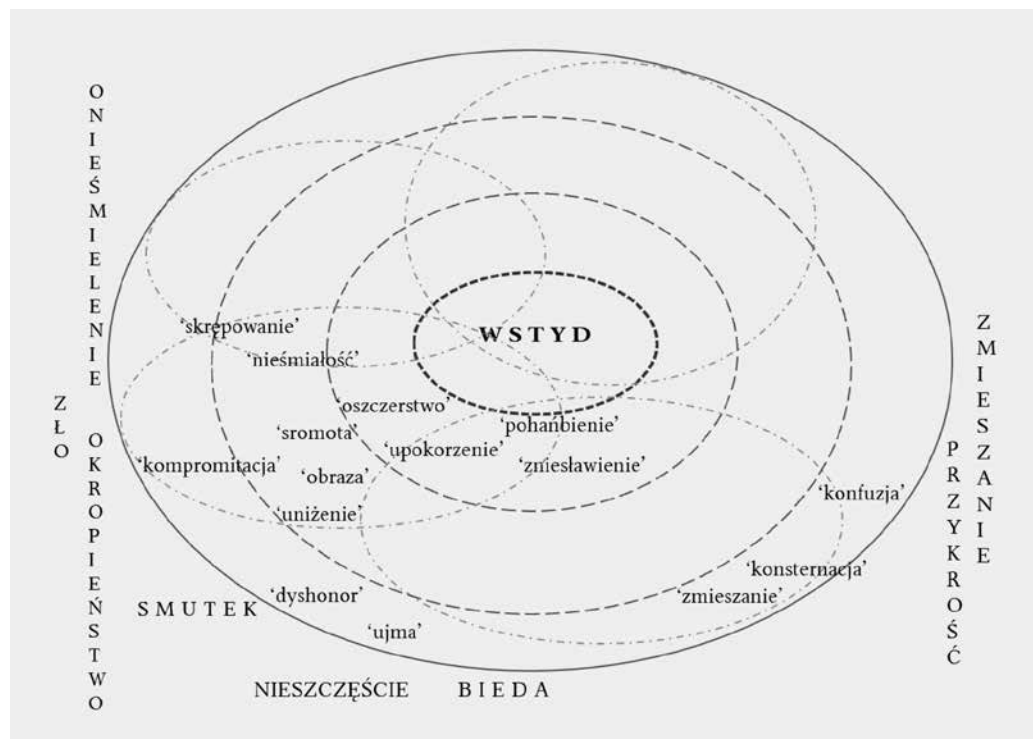 ONIEŚMIELENIE
ZŁO
OKROPIEŃSTWO
WSTYD
‘skrępowanie’
‘nieśmiałość’
‘oszczerstwo’
‘pohańbienie’
‘sromota’
‘upokorzenie’
‘zniesławienie’
‘kompromitacja’
‘obraza’
‘uniżenie’
‘konfuzja’
‘konsternacja’
‘zmieszanie’
‘dyshonor’
‘ujma’
SMUTEK
NIESZCZĘŚCIE BIEDA
ZMIESZANIE
PRZYKROŚĆ